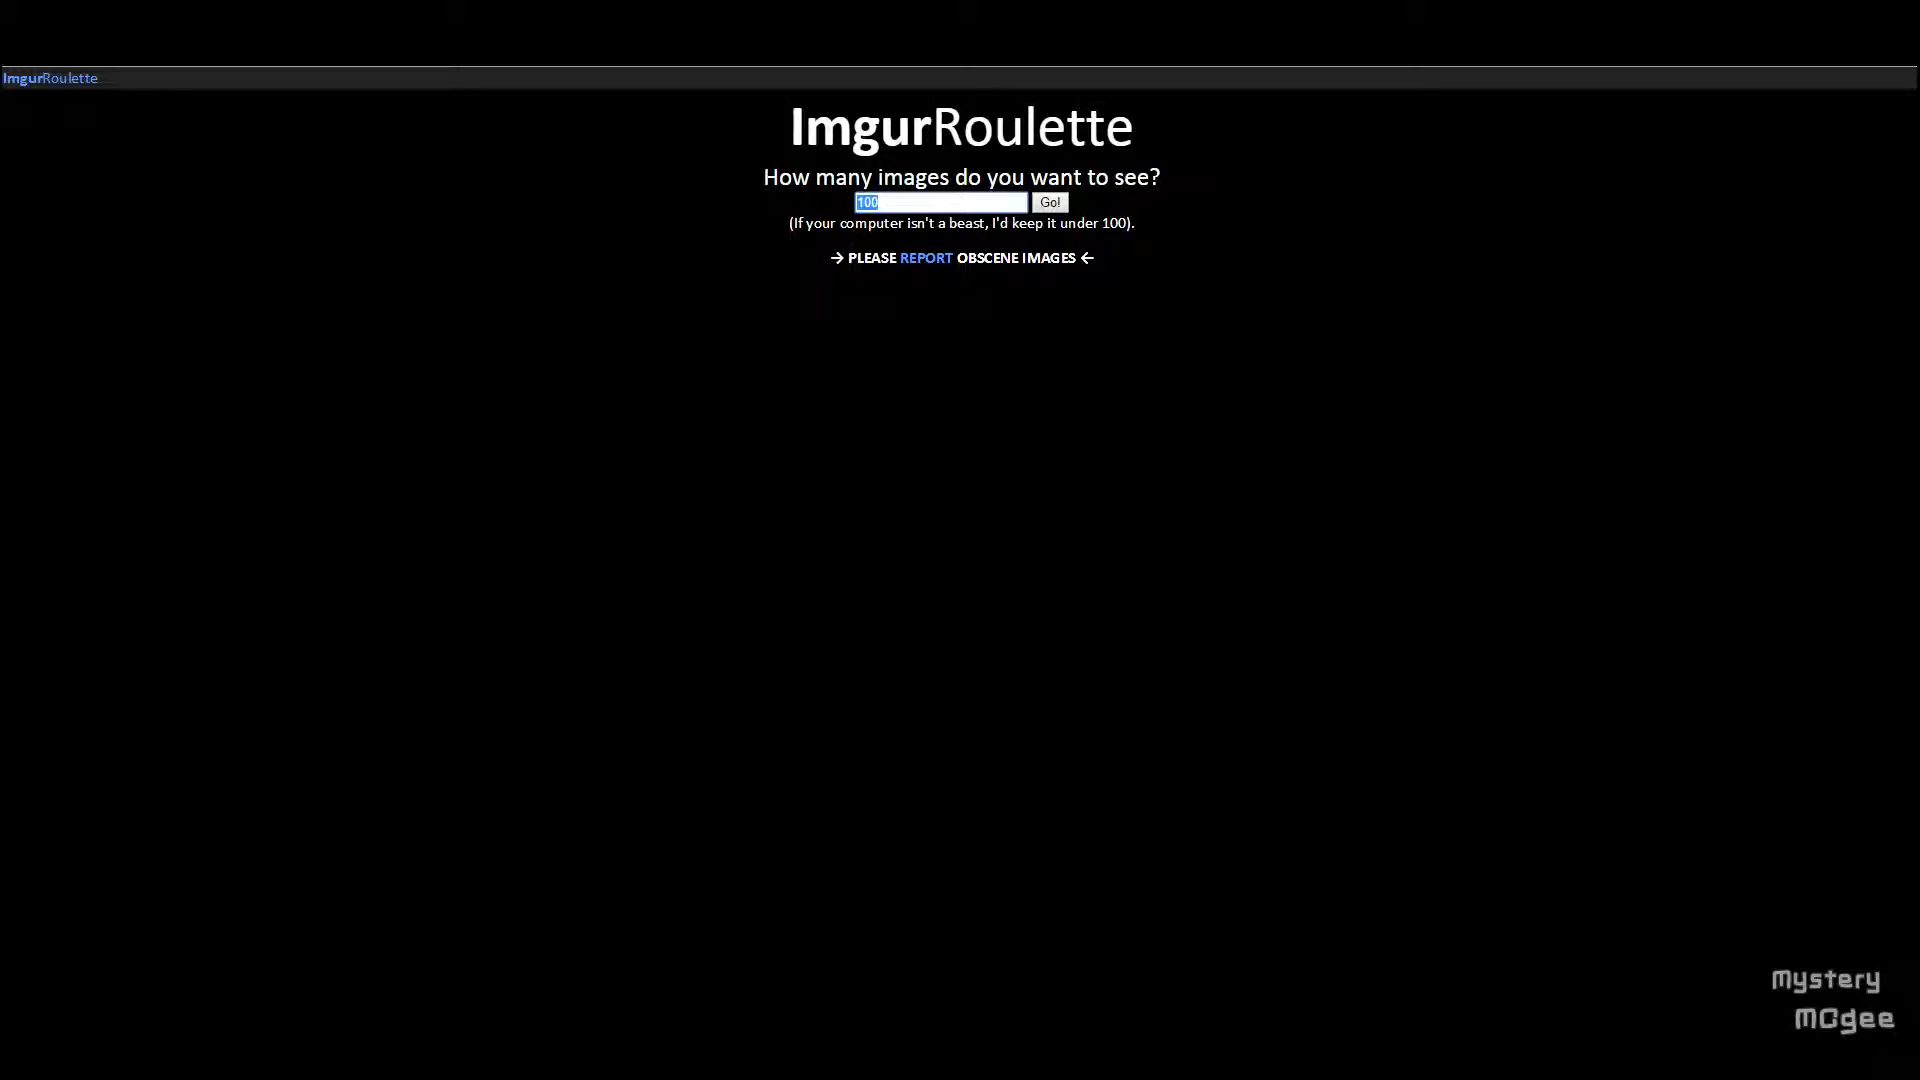 ImgurRoulette
ImgurRoulette
How many images do you want to see?
100 Go!
(If your computer isn't a beast, I'd keep it under 100).
→ PLEASE REPORT OBSCENE IMAGES ←
Mystery
MCgee